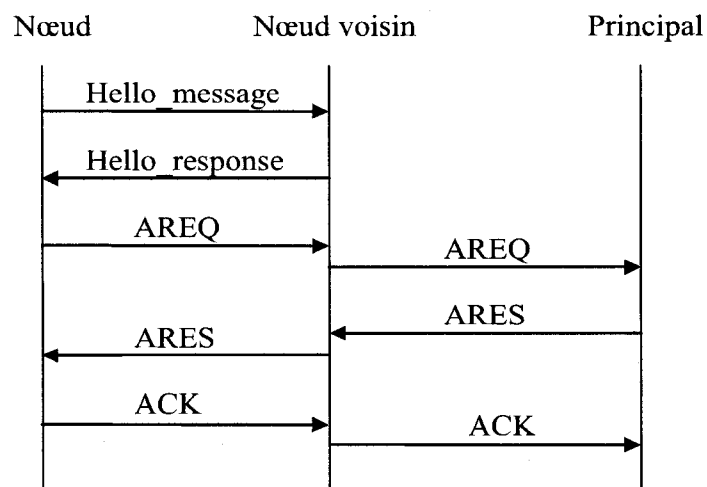 Nœud
Nœud voisin
Principal
Hello_message
Hello_response
AREQ
AREQ
ARES
ARES
ACK
ACK